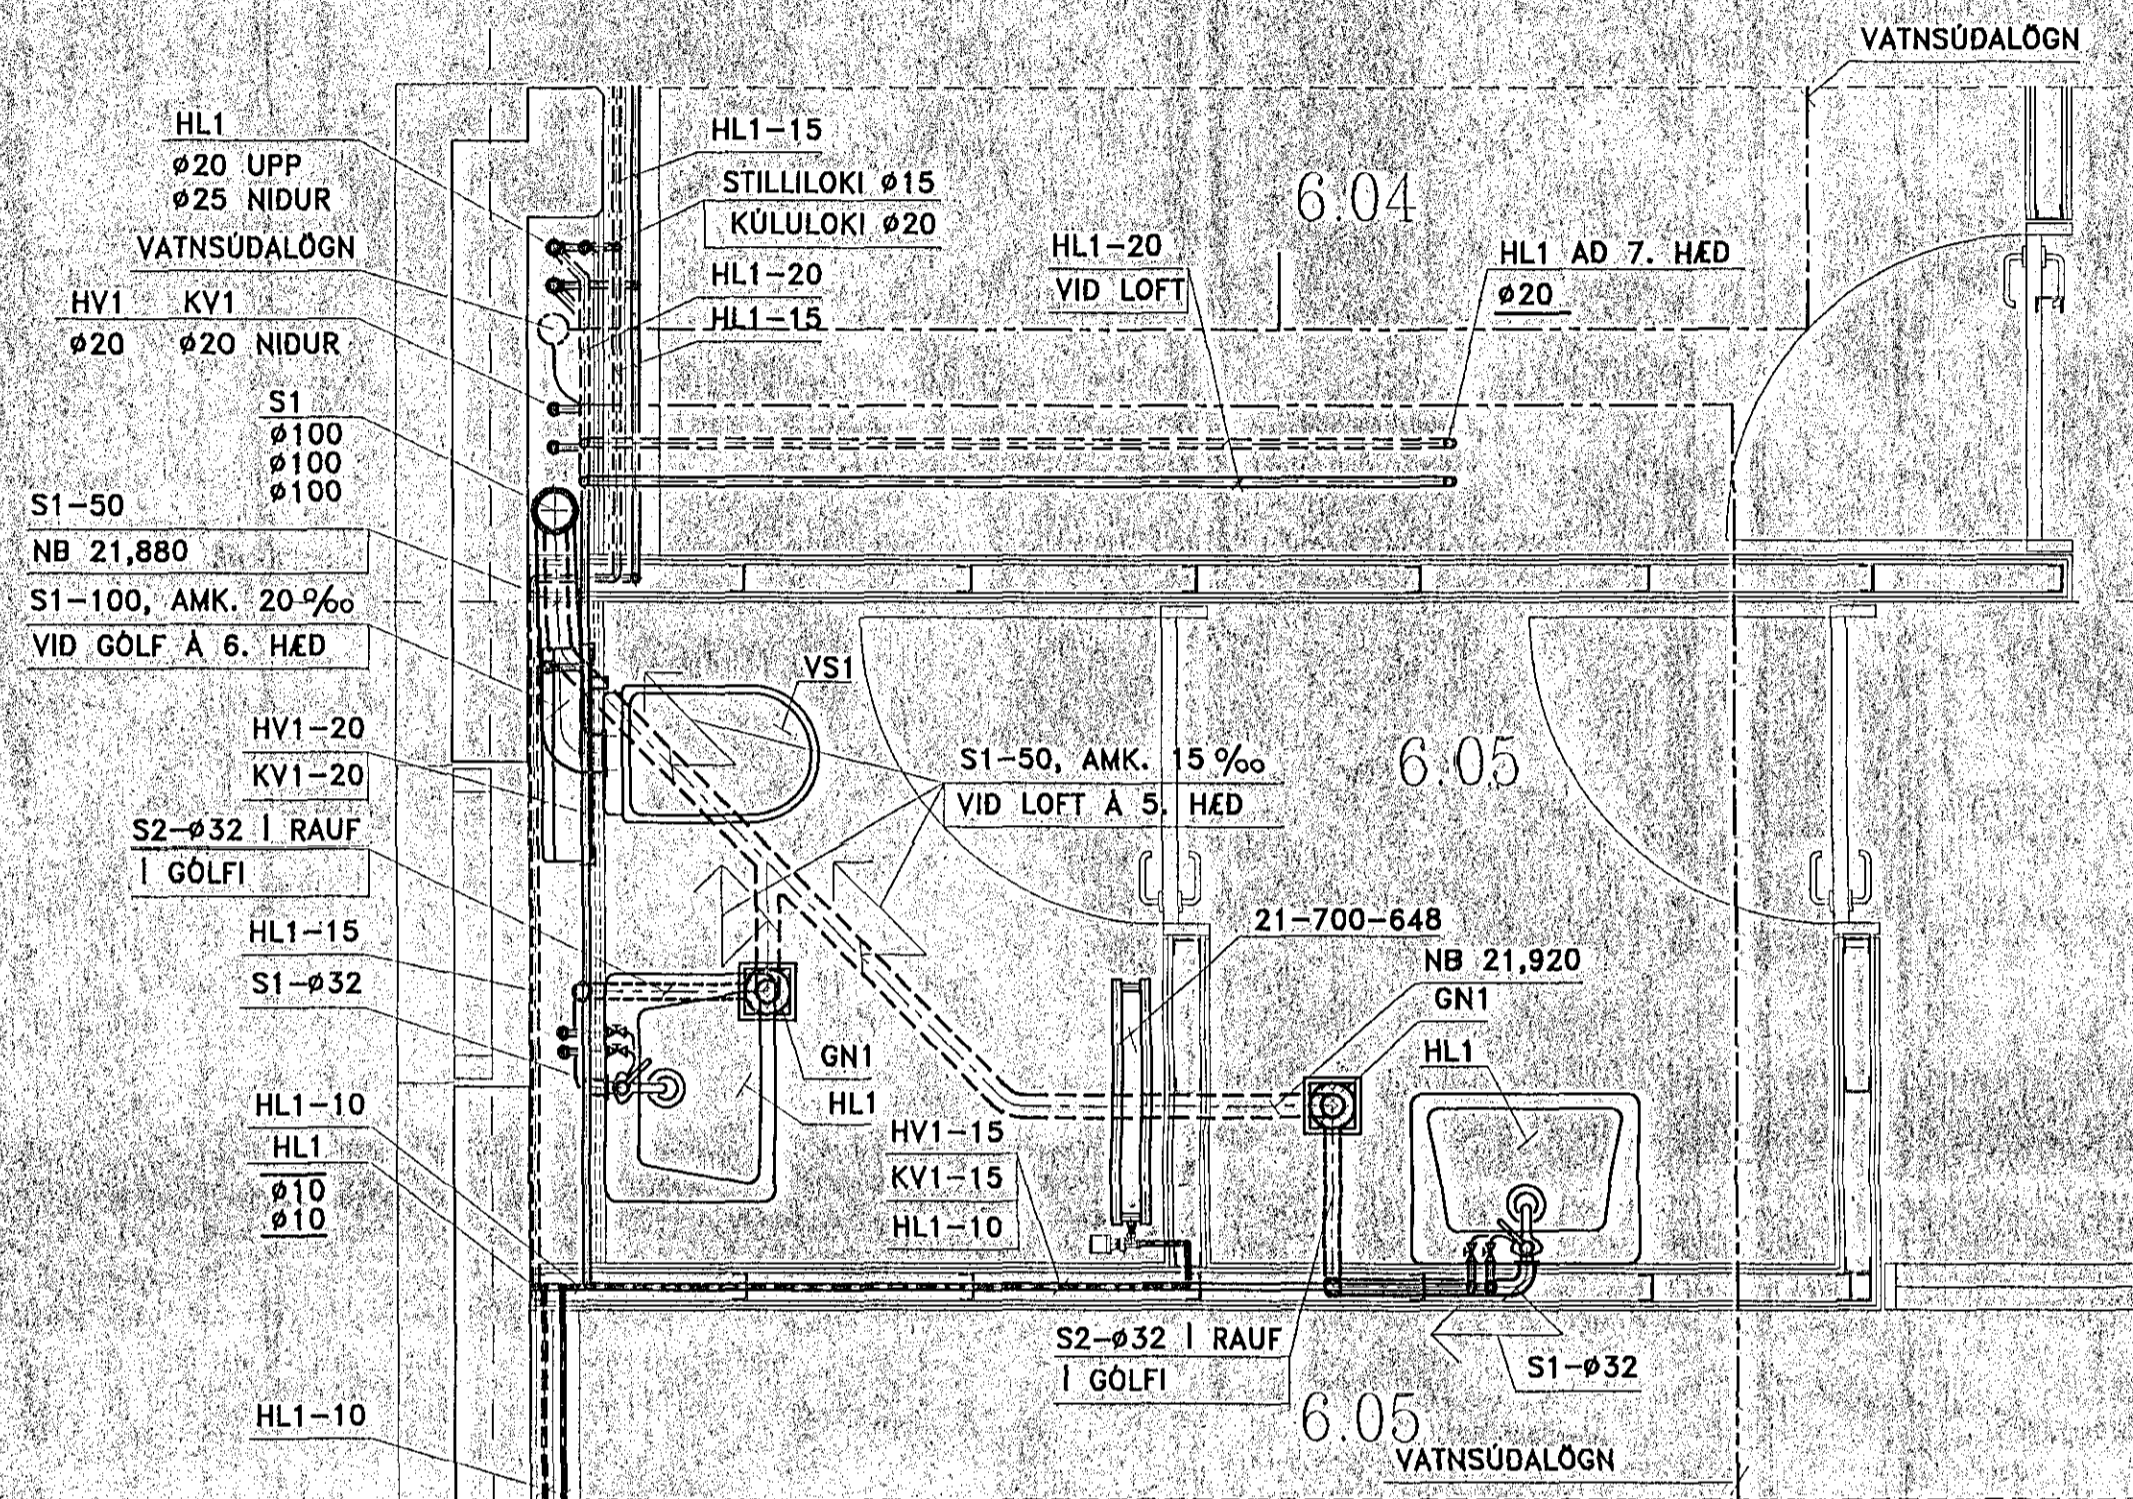 VATNSÚÐALÖGN
HL1
ø20 UPP
ø25 NIÐUR
VATNSÚÐALÖGN
HV1 KV1
ø20 ø20 NIÐUR
S1
ø100
ø100
ø100
S1-50
NB 21,880
S1-100, AMK. 20 ‰
VIÐ GÓLF Á 6. HÆÐ
HV1-20
KV1-20
S2-ø32 Í RAUF
Í GÓLFI
HL1-15
S1-ø32
HL1-10
HL1
ø10
ø10
HL1-10
HL1-15
STILLILOKI ø15
KÚLULOKI ø20
HL1-20
HL1-15
6.04
HL1-20
VIÐ LOFT
HL1 AÐ 7. HÆÐ
ø20
VS1
S1-50, AMK. 15 ‰
VIÐ LOFT Á 5. HÆÐ
6.05
21-700-648
NB 21,920
GN1
HL1
GN1
HL1
HV1-15
KV1-15
HL1-10
S2-ø32 Í RAUF
Í GÓLFI
S1-ø32
6.05
VATNSÚÐALÖGN